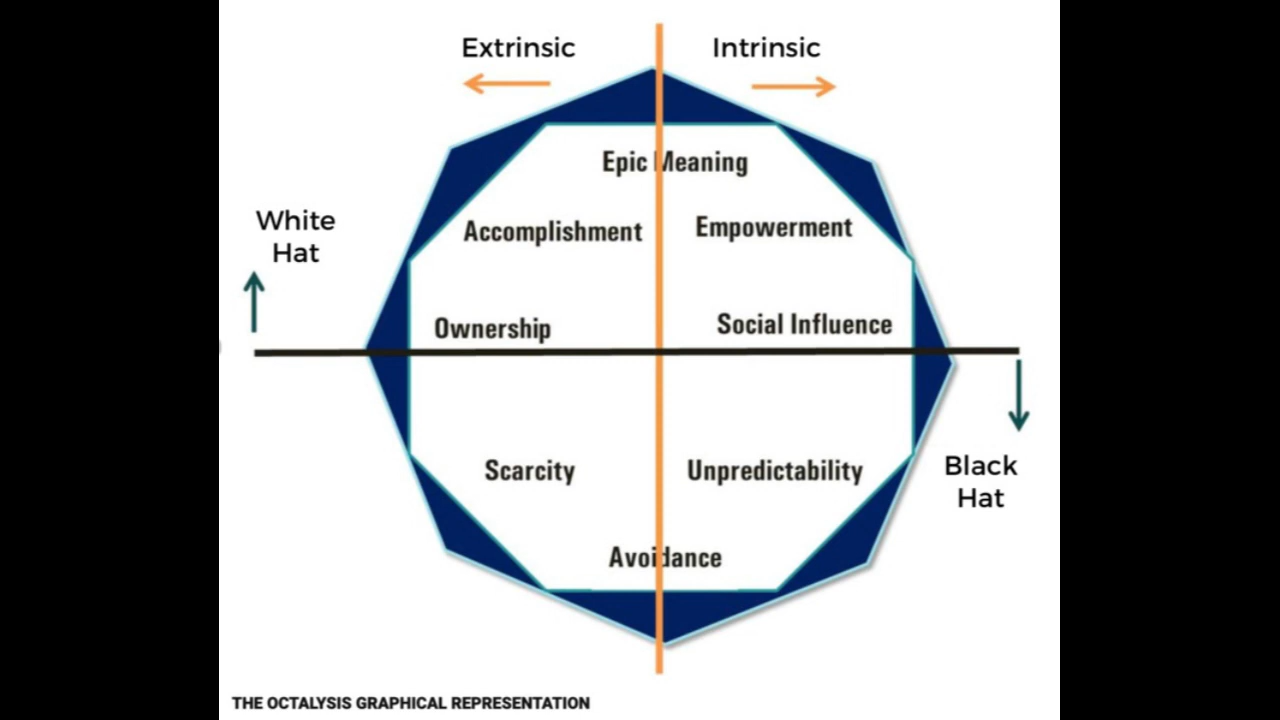 Extrinsic
Intrinsic
Epic Meaning
White
Hat
Accomplishment
Empowerment
Ownership
Social Influence
Scarcity
Unpredictability
Black
Hat
Avoidance
THE OCTALYSIS GRAPHICAL REPRESENTATION